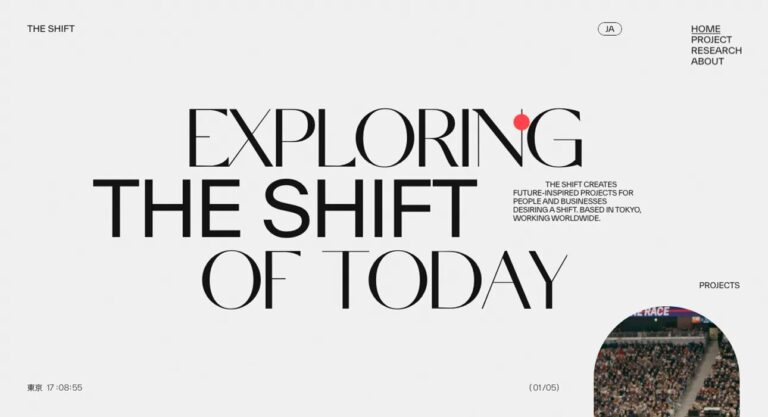 THE SHIFT
JA
HOME
PROJECT
RESEARCH
ABOUT
EXPLORING
THE SHIFT
OF TODAY
THE SHIFT CREATES
FUTURE-INSPIRED PROJECTS FOR
PEOPLE AND BUSINESSES
DESIRING A SHIFT. BASED IN TOKYO,
WORKING WORLDWIDE.
PROJECTS
RACE
東京 17:08:55
(01/05)